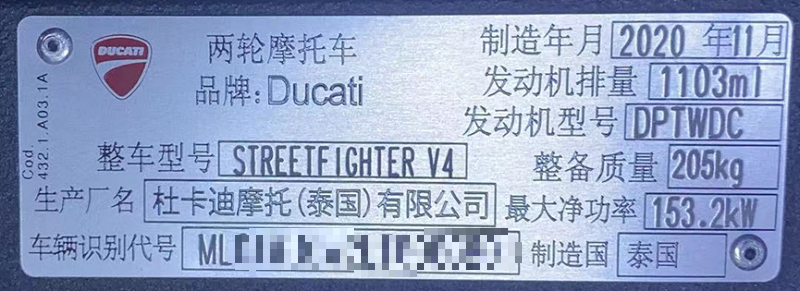 Cod. 432.1.A03.1A
DUCATI
两轮摩托车
品牌:Ducati
制造年月 2020 年11月
发动机排量 1103ml
发动机型号 DPTWDC
整车型号 STREETFIGHTER V4
整备质量 205kg
生产厂名 杜卡迪摩托(泰国)有限公司
最大净功率 153.2kW
车辆识别代号
制造国 泰国